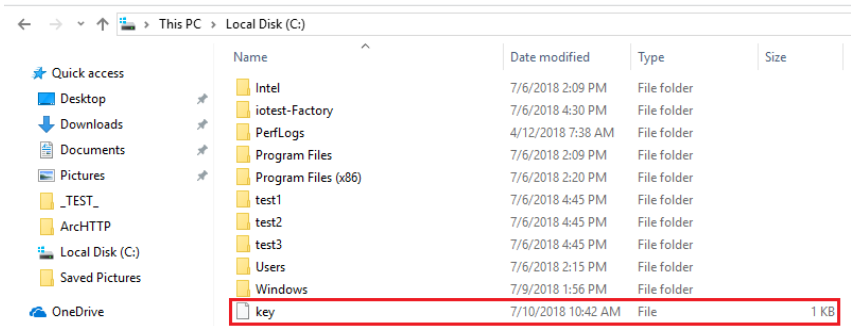 This PC > Local Disk (C:)
Quick access
Desktop
Downloads
Documents
Pictures
_TEST_
ArcHTTP
Local Disk (C:)
Saved Pictures
OneDrive
Name Date modified Type Size
Intel 7/6/2018 2:09 PM File folder
iotest-Factory 7/6/2018 4:30 PM File folder
PerfLogs 4/12/2018 7:38 AM File folder
Program Files 7/6/2018 2:09 PM File folder
Program Files (x86) 7/6/2018 2:20 PM File folder
test1 7/6/2018 4:45 PM File folder
test2 7/6/2018 4:45 PM File folder
test3 7/6/2018 4:45 PM File folder
Users 7/6/2018 2:15 PM File folder
Windows 7/9/2018 1:56 PM File folder
key 7/10/2018 10:42 AM File 1 KB